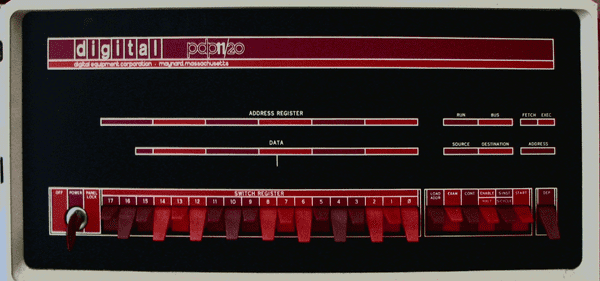 digital pdp11/20
digital equipment corporation · maynard massachusetts
ADDRESS REGISTER
RUN BUS FETCH EXEC
DATA
SOURCE DESTINATION ADDRESS
OFF POWER PANEL LOCK
SWITCH REGISTER
17 16 15 14 13 12 11 10 9 8 7 6 5 4 3 2 1 0
LOAD ADDR EXAM CONT ENABLE HALT S-INST S-CYCLE START DEP